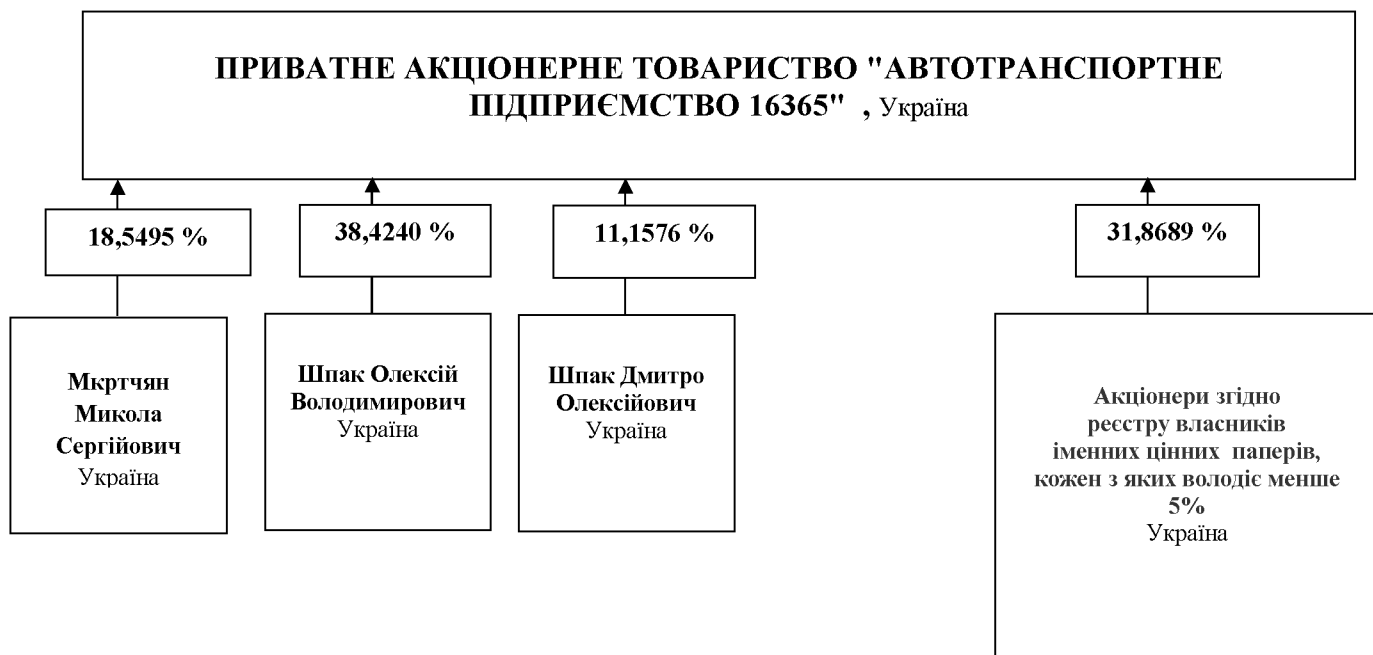 ПРИВАТНЕ АКЦІОНЕРНЕ ТОВАРИСТВО "АВТОТРАНСПОРТНЕ
ПІДПРИЄМСТВО 16365" , Україна
18,5495 %
38,4240 %
11,1576 %
31,8689 %
Мкртчян
Микола
Сергійович
Україна
Шпак Олексій
Володимирович
Україна
Шпак Дмитро
Олексійович
Україна
Акціонери згідно
реєстру власників
іменних цінних паперів,
кожен з яких володіє менше
5%
Україна